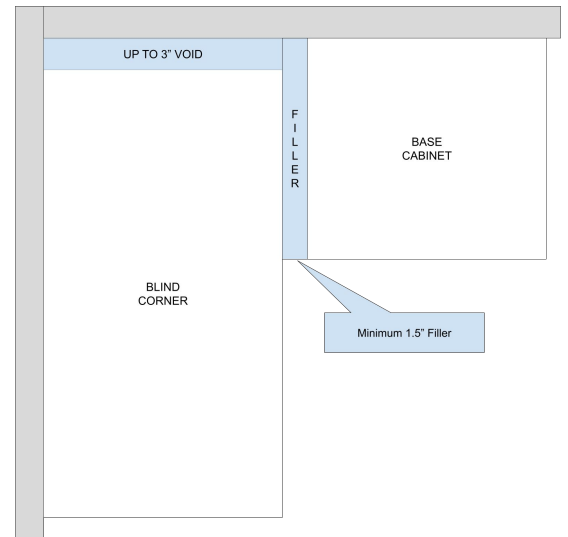 UP TO 3” VOID
F
I
L
L
E
R
BASE
CABINET
BLIND
CORNER
Minimum 1.5” Filler